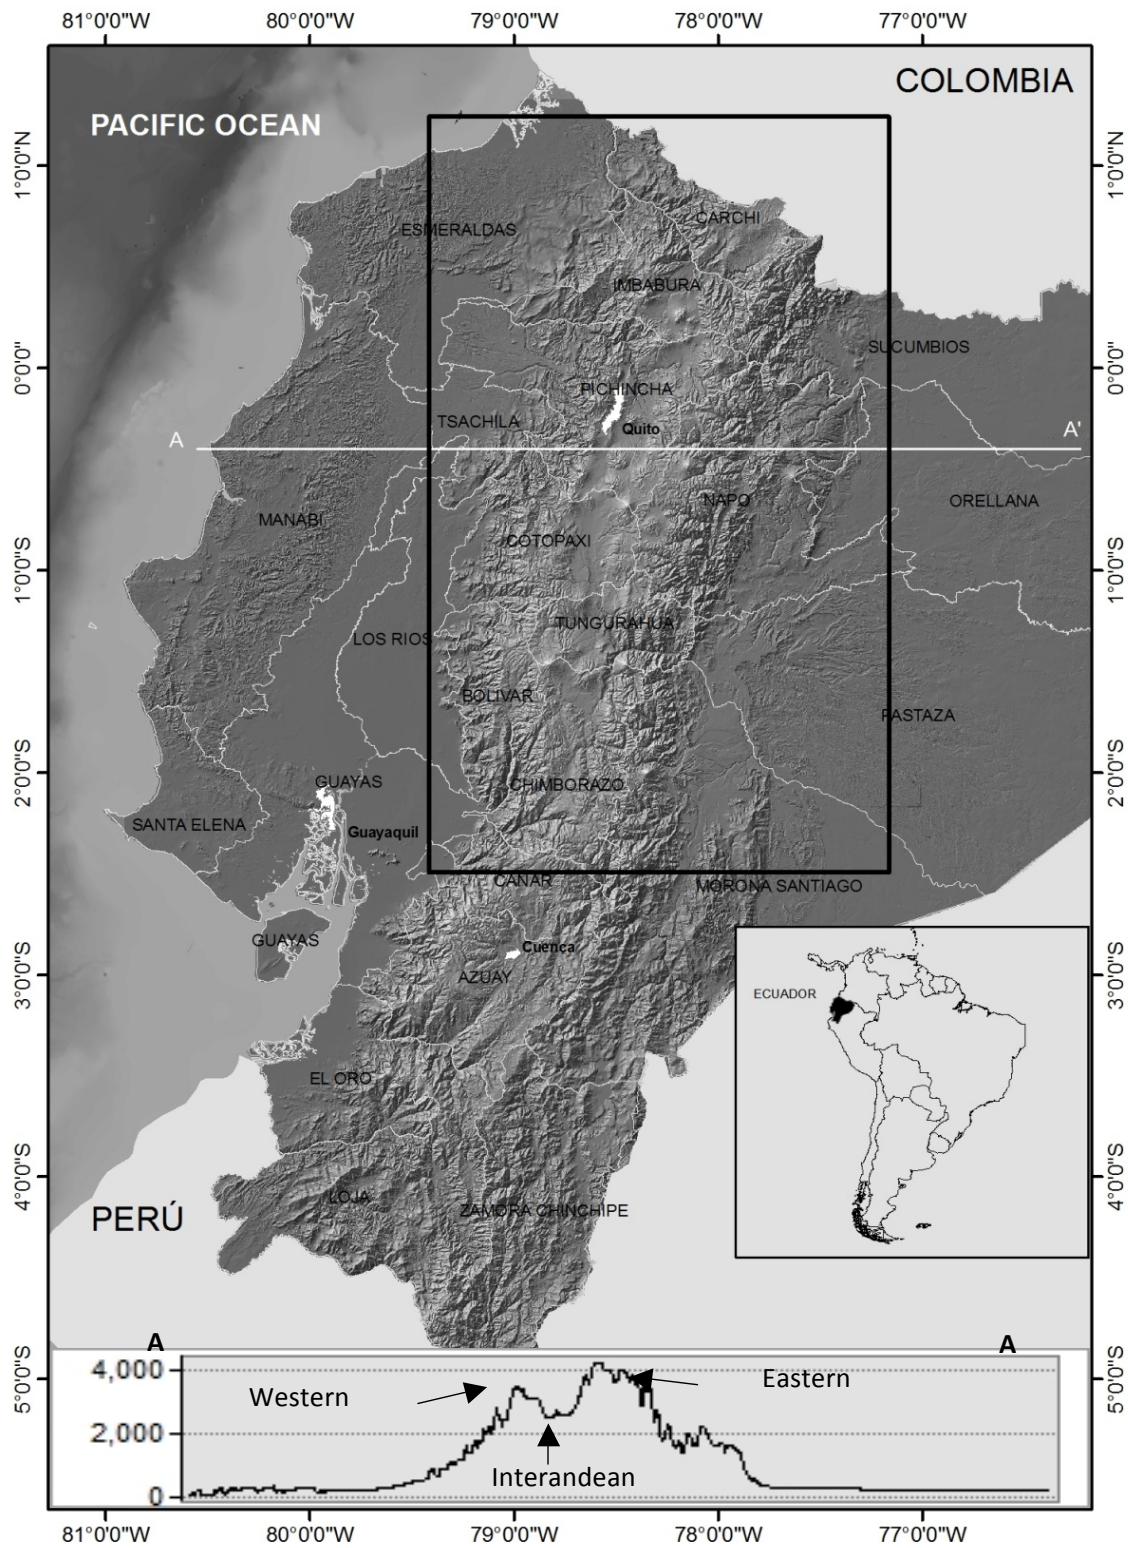 81°0'0"W 80°0'0"W 79°0'0"W 78°0'0"W 77°0'0"W
COLOMBIA
PACIFIC OCEAN
1°0'0"N
1°0'0"N
CARCHI
ESMERALDAS
IMBABURA
SUCUMBIOS
0°0'0"
0°0'0"
PICHINCHA
TSACHILA
Quito
A
A'
NAPO
ORELLANA
MANABI
COTOPAXI
1°0'0"S
1°0'0"S
TUNGURAHUA
LOS RIOS
BOLIVAR
PASTAZA
2°0'0"S
2°0'0"S
GUAYAS
CHIMBORAZO
SANTA ELENA
Guayaquil
CAÑAR
MORONA SANTIAGO
GUAYAS
Cuenca
AZUAY
3°0'0"S
3°0'0"S
ECUADOR
EL ORO
4°0'0"S
4°0'0"S
LOJA
ZAMORA CHINCHIPE
PERÚ
A
A
5°0'0"S
5°0'0"S
4,000
Western
Eastern
2,000
Interandean
0
81°0'0"W 80°0'0"W 79°0'0"W 78°0'0"W 77°0'0"W